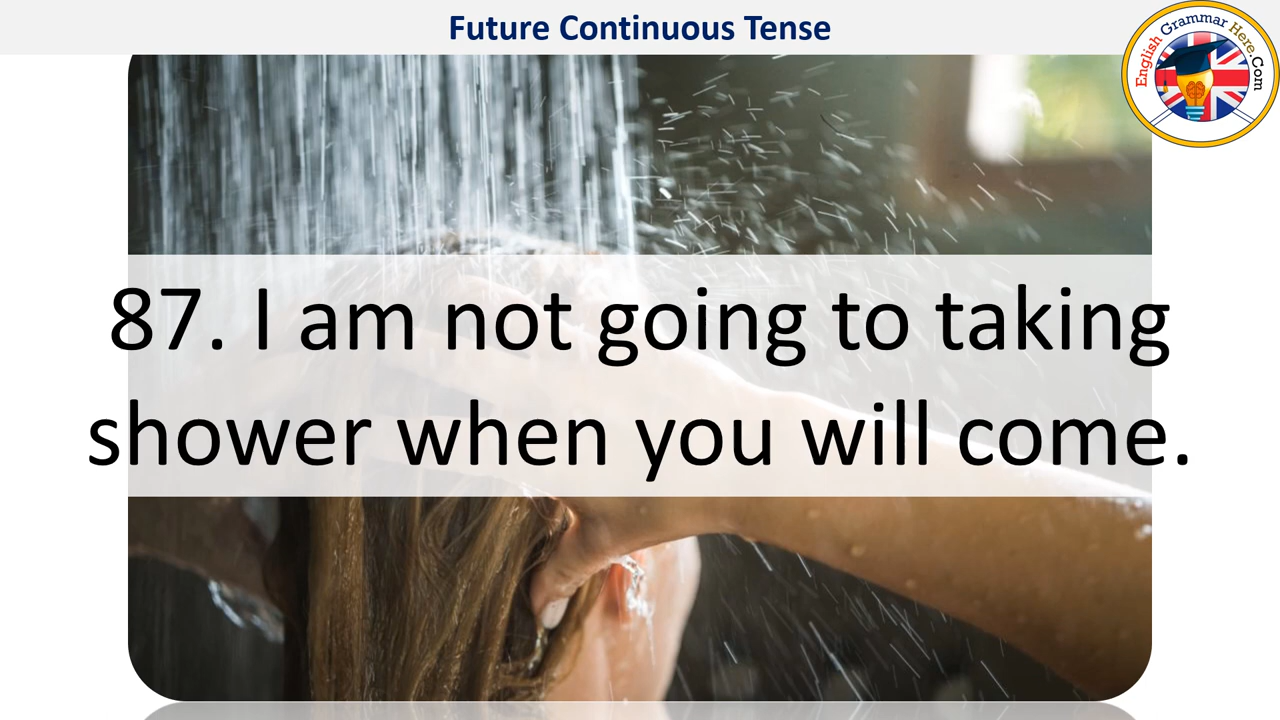 Future Continuous Tense
English Grammar Here.Com
87. I am not going to taking
shower when you will come.